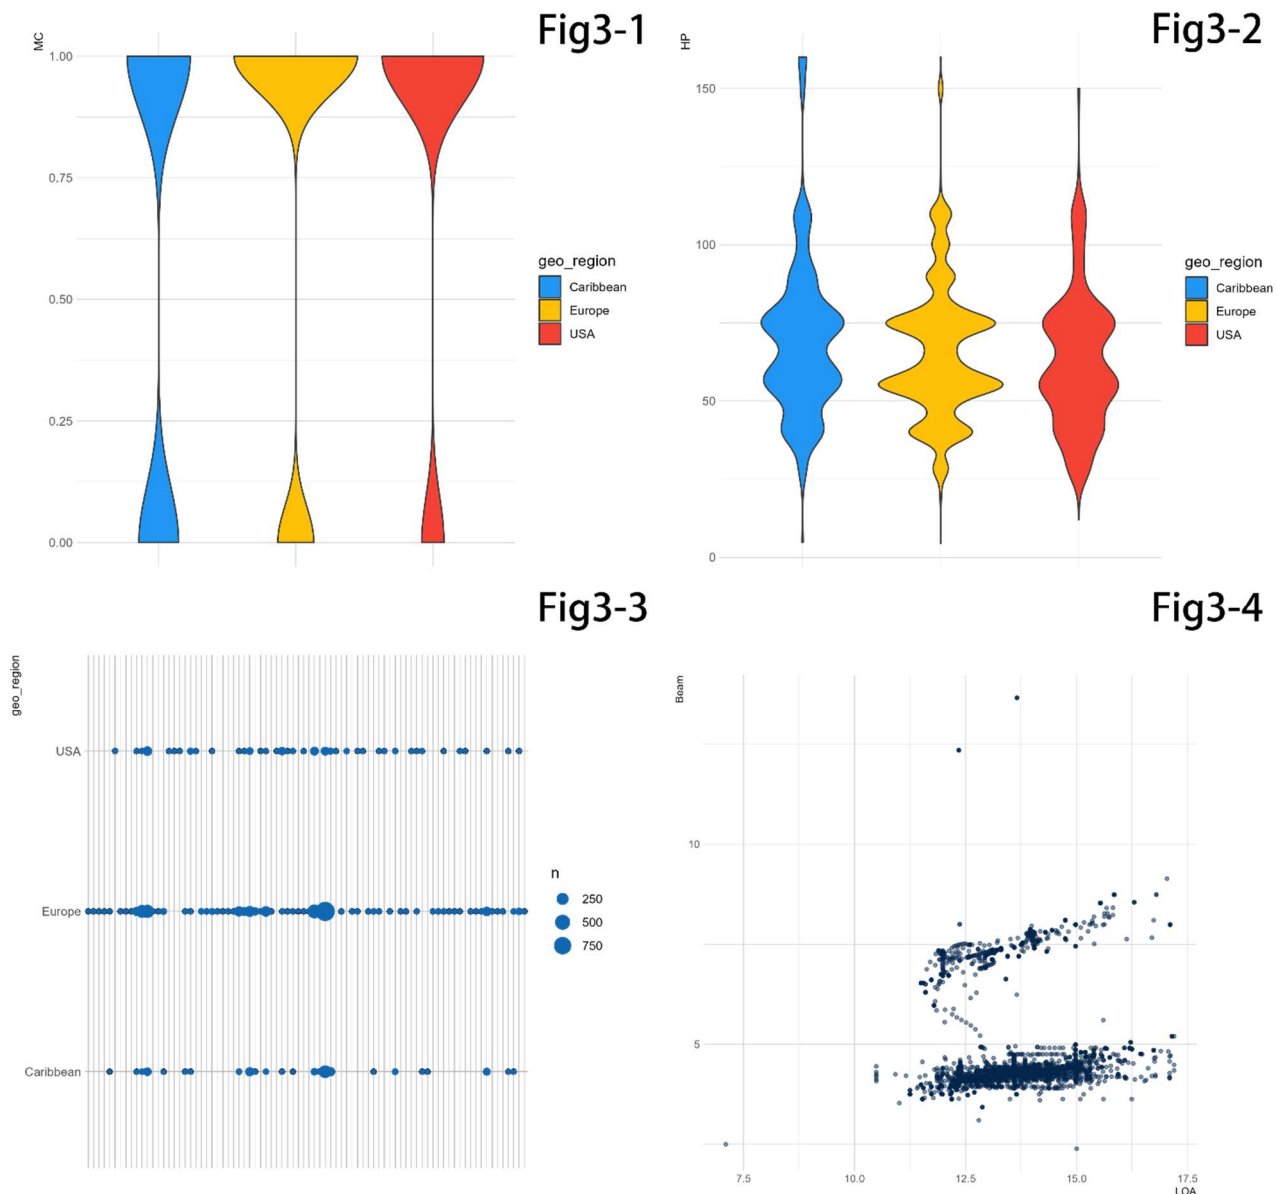 Fig3-1
MC
1.00
0.75
0.50
0.25
0.00
geo_region
Caribbean
Europe
USA
Fig3-2
HP
150
100
50
0
geo_region
Caribbean
Europe
USA
Fig3-3
geo_region
USA
Europe
Caribbean
n
250
500
750
Fig3-4
Beam
10
5
7.5 10.0 12.5 15.0 17.5
LOA